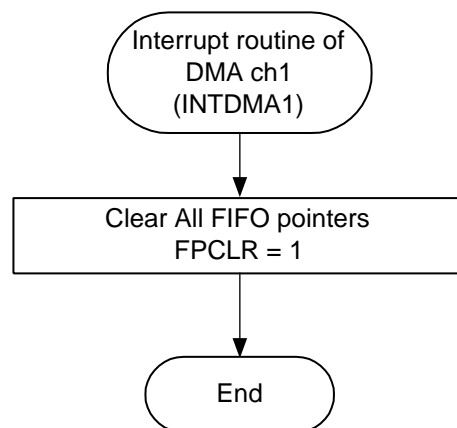 Interrupt routine of
DMA ch1
(INTDMA1)
Clear All FIFO pointers
FPCLR = 1
End